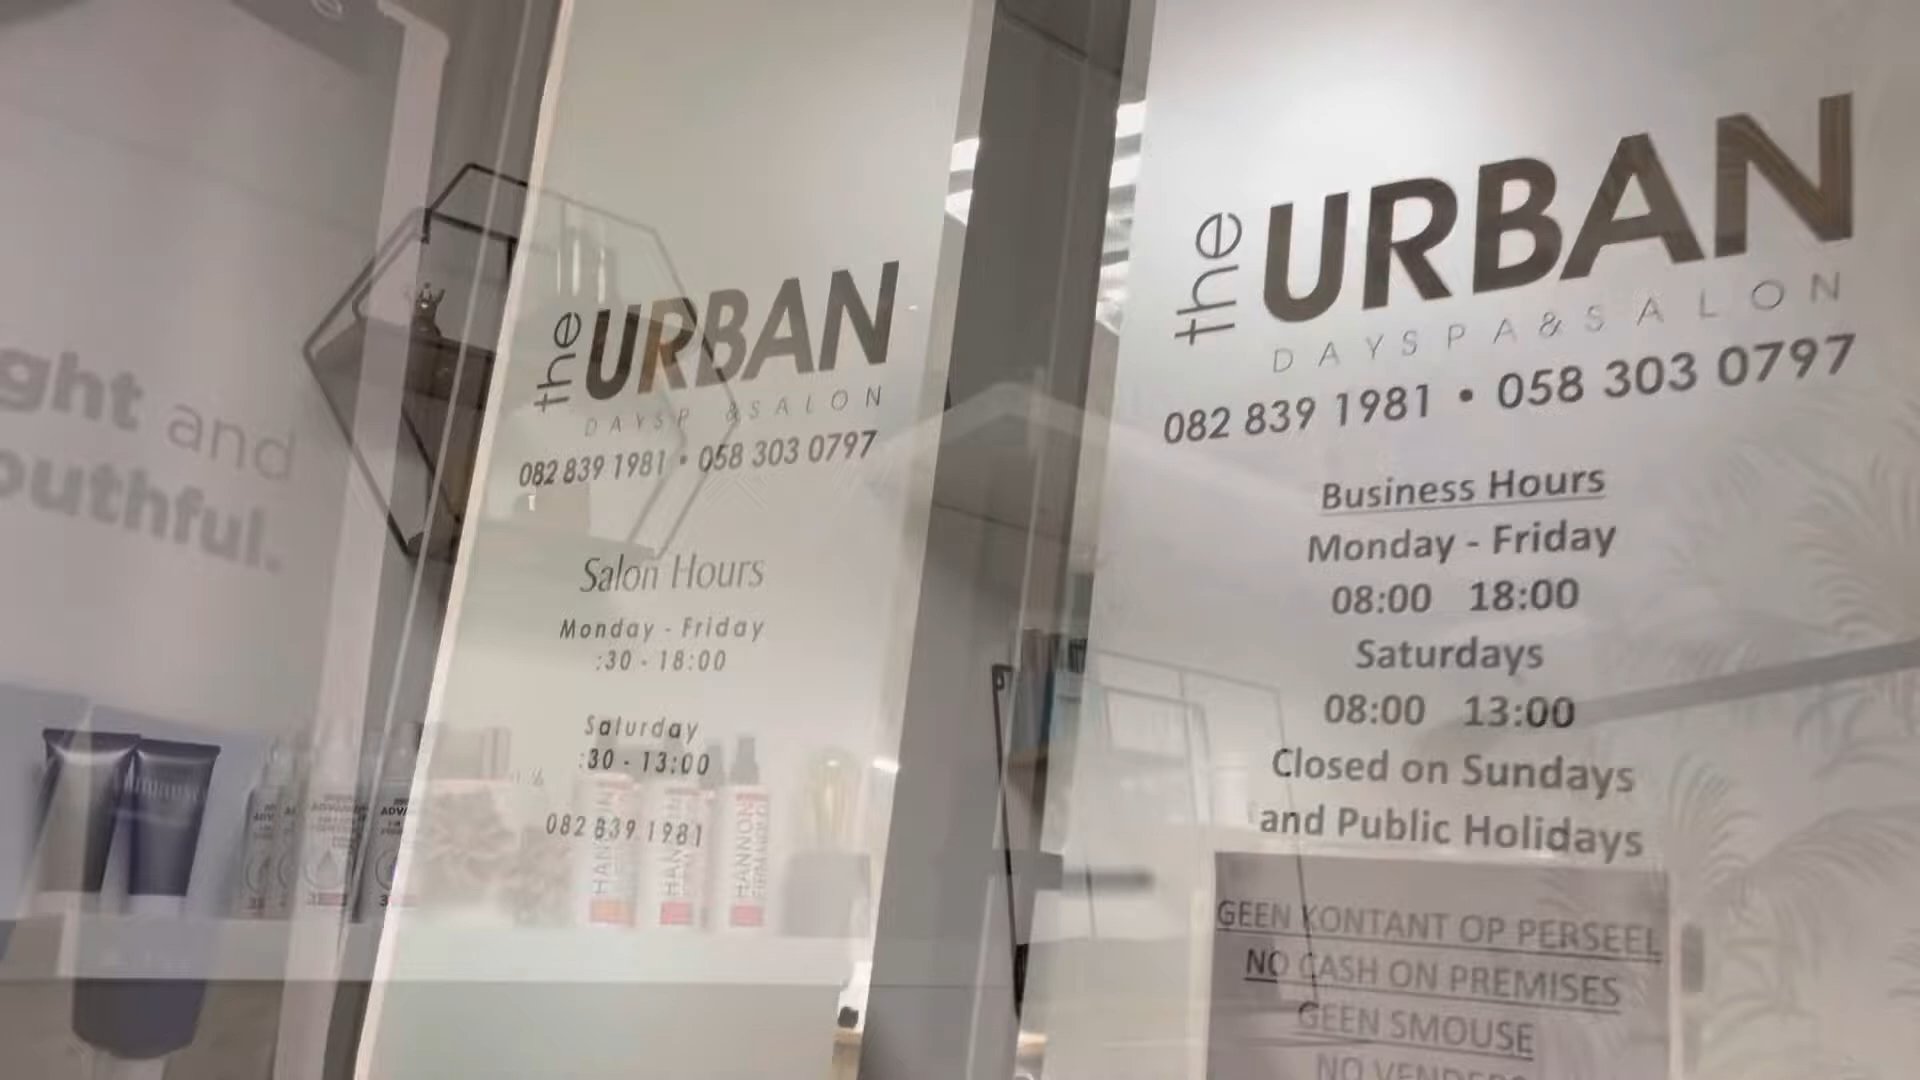 ght and
outhful.
the URBAN
DAYSP &SALON
082 839 1981 • 058 303 0797
Salon Hours
Monday - Friday
:30 - 18:00
Saturday
:30 - 13:00
082 839 1981
HANNON
the URBAN
DAYSPA&SALON
082 839 1981 • 058 303 0797
Business Hours
Monday - Friday
08:00 18:00
Saturdays
08:00 13:00
Closed on Sundays
and Public Holidays
GEEN KONTANT OP PERSEEL
NO CASH ON PREMISES
GEEN SMOUSE
NO VENDERS